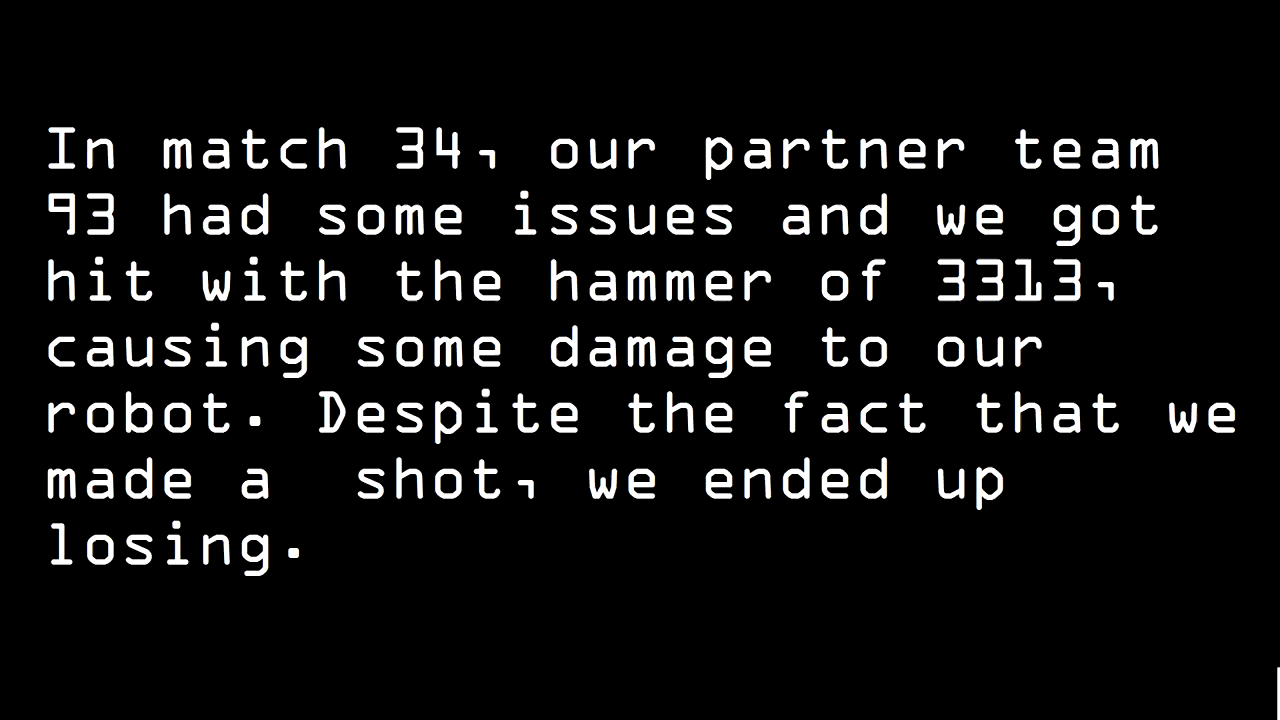 In match 34, our partner team
93 had some issues and we got
hit with the hammer of 3313,
causing some damage to our
robot. Despite the fact that we
made a  shot, we ended up
losing.